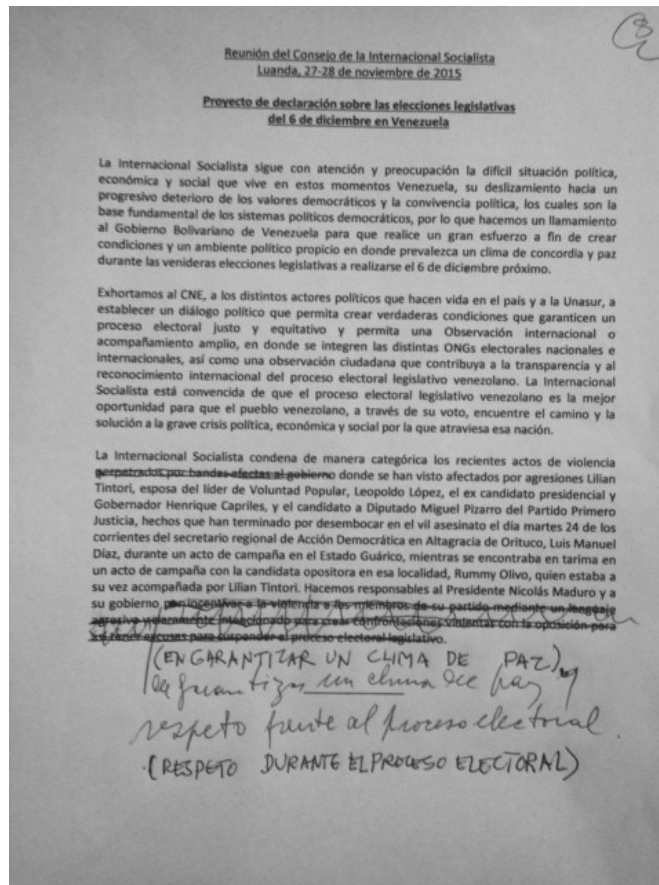 Reunión del Consejo de la Internacional Socialista
Luanda, 27-28 de noviembre de 2015
Proyecto de declaración sobre las elecciones legislativas
del 6 de diciembre en Venezuela
La Internacional Socialista sigue con atención y preocupación la difícil situación política,
económica y social que vive en estos momentos Venezuela, su deslizamiento hacia un
progresivo deterioro de los valores democráticos y la convivencia política, los cuales son la
base fundamental de los sistemas políticos democráticos, por lo que hacemos un llamamiento
al Gobierno Bolivariano de Venezuela para que realice un gran esfuerzo a fin de crear
condiciones y un ambiente político propicio en donde prevalezca un clima de concordia y paz
durante las venideras elecciones legislativas a realizarse el 6 de diciembre próximo.
Exhortamos al CNE, a los distintos actores políticos que hacen vida en el país y a la Unasur, a
establecer un diálogo político que permita crear verdaderas condiciones que garanticen un
proceso electoral justo y equitativo y permita una Observación internacional o
acompañamiento amplio, en donde se integren las distintas ONGs electorales nacionales e
internacionales, así como una observación ciudadana que contribuya a la transparencia y al
reconocimiento internacional del proceso electoral legislativo venezolano. La Internacional
Socialista está convencida de que el proceso electoral legislativo venezolano es la mejor
oportunidad para que el pueblo venezolano, a través de su voto, encuentre el camino y la
solución a la grave crisis política, económica y social por la que atraviesa esa nación.
La Internacional Socialista condena de manera categórica los recientes actos de violencia
perpetrados por bandas afectas al gobierno donde se han visto afectados por agresiones Lilian
Tintori, esposa del líder de Voluntad Popular, Leopoldo López, el ex candidato presidencial y
Gobernador Henrique Capriles, y el candidato a Diputado Miguel Pizarro del Partido Primero
Justicia, hechos que han terminado por desembocar en el vil asesinato el día martes 24 de los
corrientes del secretario regional de Acción Democrática en Altagracia de Orituco, Luis Manuel
Díaz, durante un acto de campaña en el Estado Guárico, mientras se encontraba en tarima en
un acto de campaña con la candidata opositora en esa localidad, Rummy Olivo, quien estaba a
su vez acompañada por Lilian Tintori. Hacemos responsables al Presidente Nicolás Maduro y a
su gobierno por incentivar a la violencia a los miembros de su partido mediante un lenguaje
agresivo y claramente intencionado para crear confrontaciones violentas con la oposición para
así tener excusas para suspender el proceso electoral legislativo.
(EN GARANTIZAR UN CLIMA DE PAZ)
garantizar un clima de paz y
respeto frente al proceso electoral.
(RESPETO DURANTE EL PROCESO ELECTORAL)